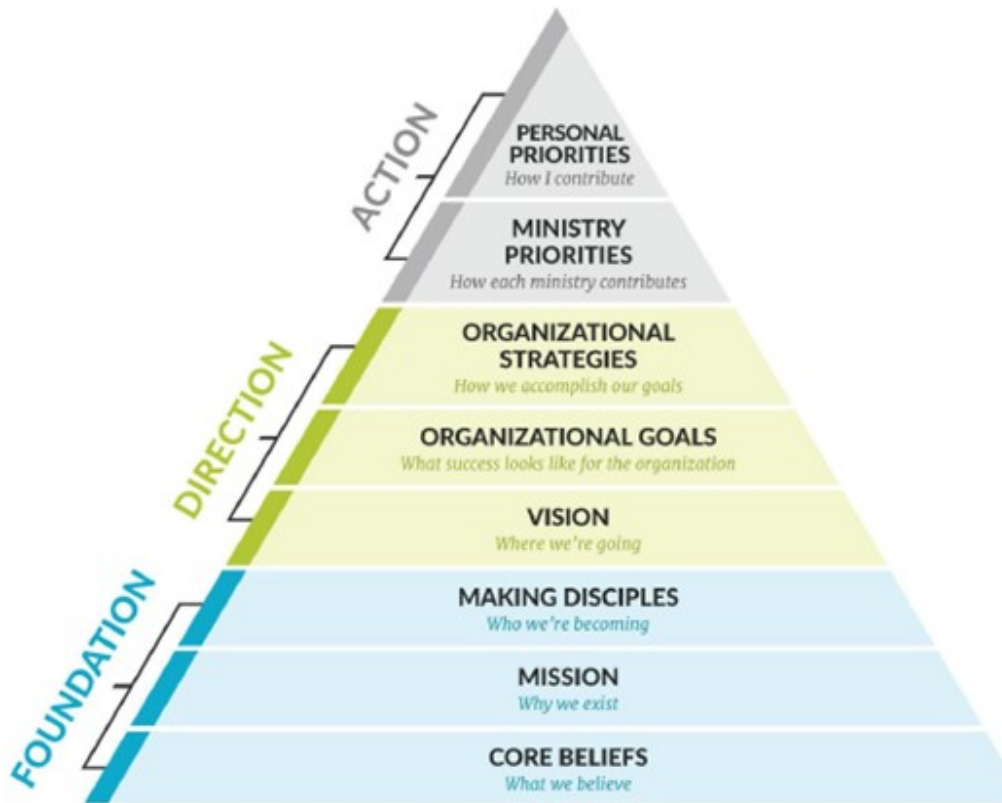 ACTION
PERSONAL
PRIORITIES
How I contribute
MINISTRY
PRIORITIES
How each ministry contributes
DIRECTION
ORGANIZATIONAL
STRATEGIES
How we accomplish our goals
ORGANIZATIONAL GOALS
What success looks like for the organization
VISION
Where we're going
FOUNDATION
MAKING DISCIPLES
Who we're becoming
MISSION
Why we exist
CORE BELIEFS
What we believe